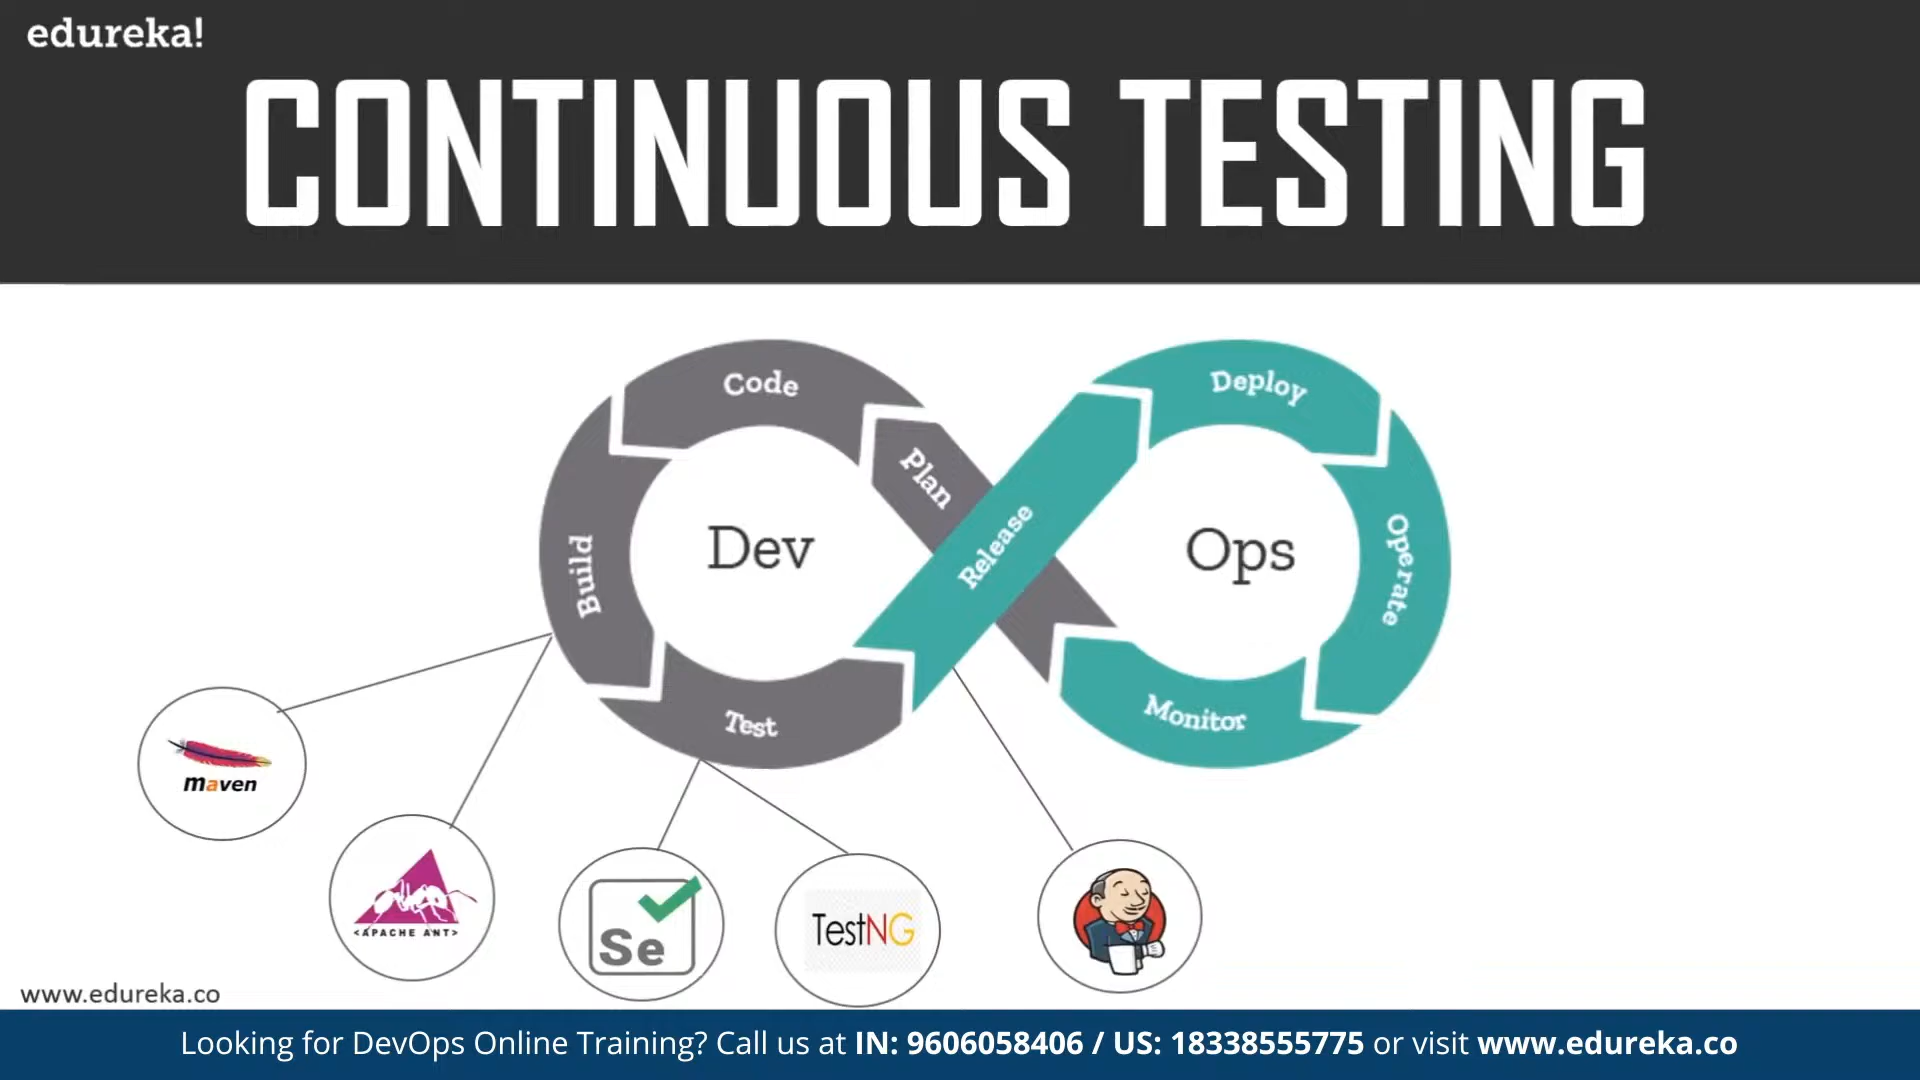 edureka!
CONTINUOUS TESTING
Code
Plan
Build
Dev
Test
Release
Deploy
Ops
Operate
Monitor
maven
<APACHE ANT>
Se
TestNG
www.edureka.co
Looking for DevOps Online Training? Call us at IN: 9606058406 / US: 18338555775 or visit www.edureka.co